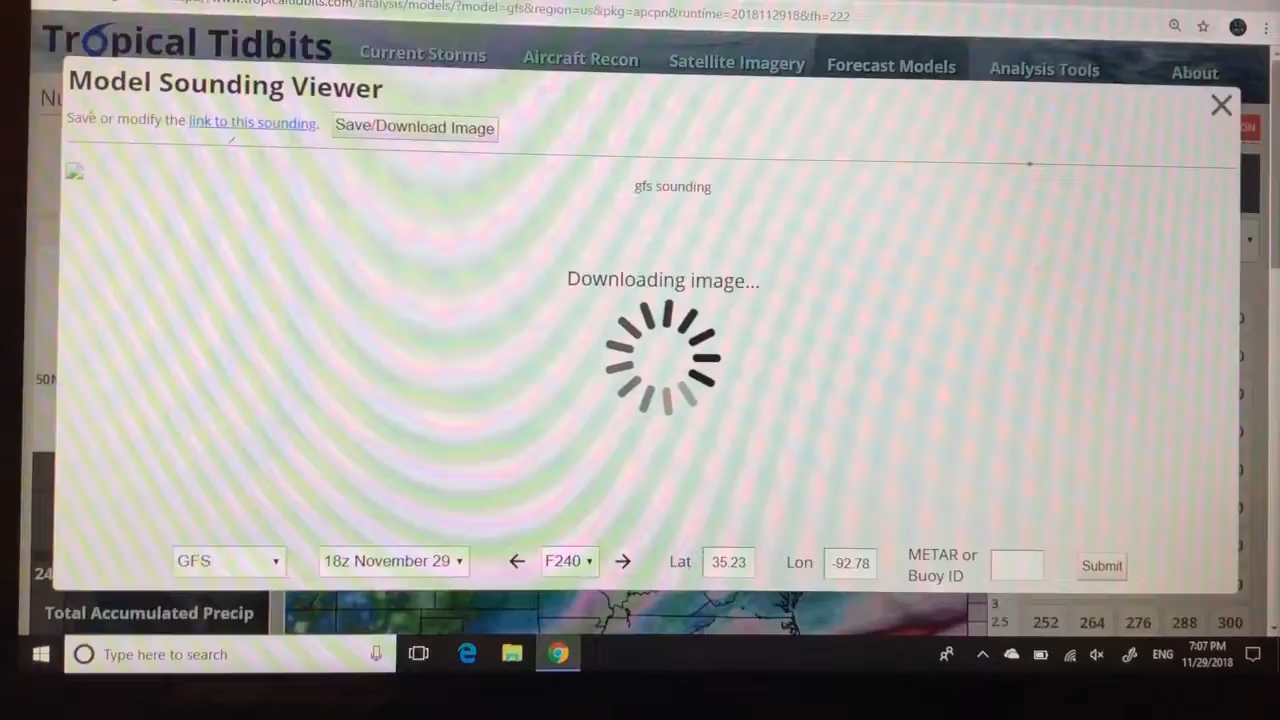 www.tropicaltidbits.com/analysis/models/?model=gfs&region=us&pkg=apcpn&runtime=2018112918&fh=222
Tropical Tidbits
Current Storms
Aircraft Recon
Satellite Imagery
Forecast Models
Analysis Tools
About
Model Sounding Viewer
Save or modify the link to this sounding.
Save/Download Image
gfs sounding
Downloading image...
50N
GFS
18z November 29
F240
Lat
35.23
Lon
-92.78
METAR or
Buoy ID
Submit
24
Total Accumulated Precip
3
2.5
252 264 276 288 300
Type here to search
ENG
7:07 PM
11/29/2018